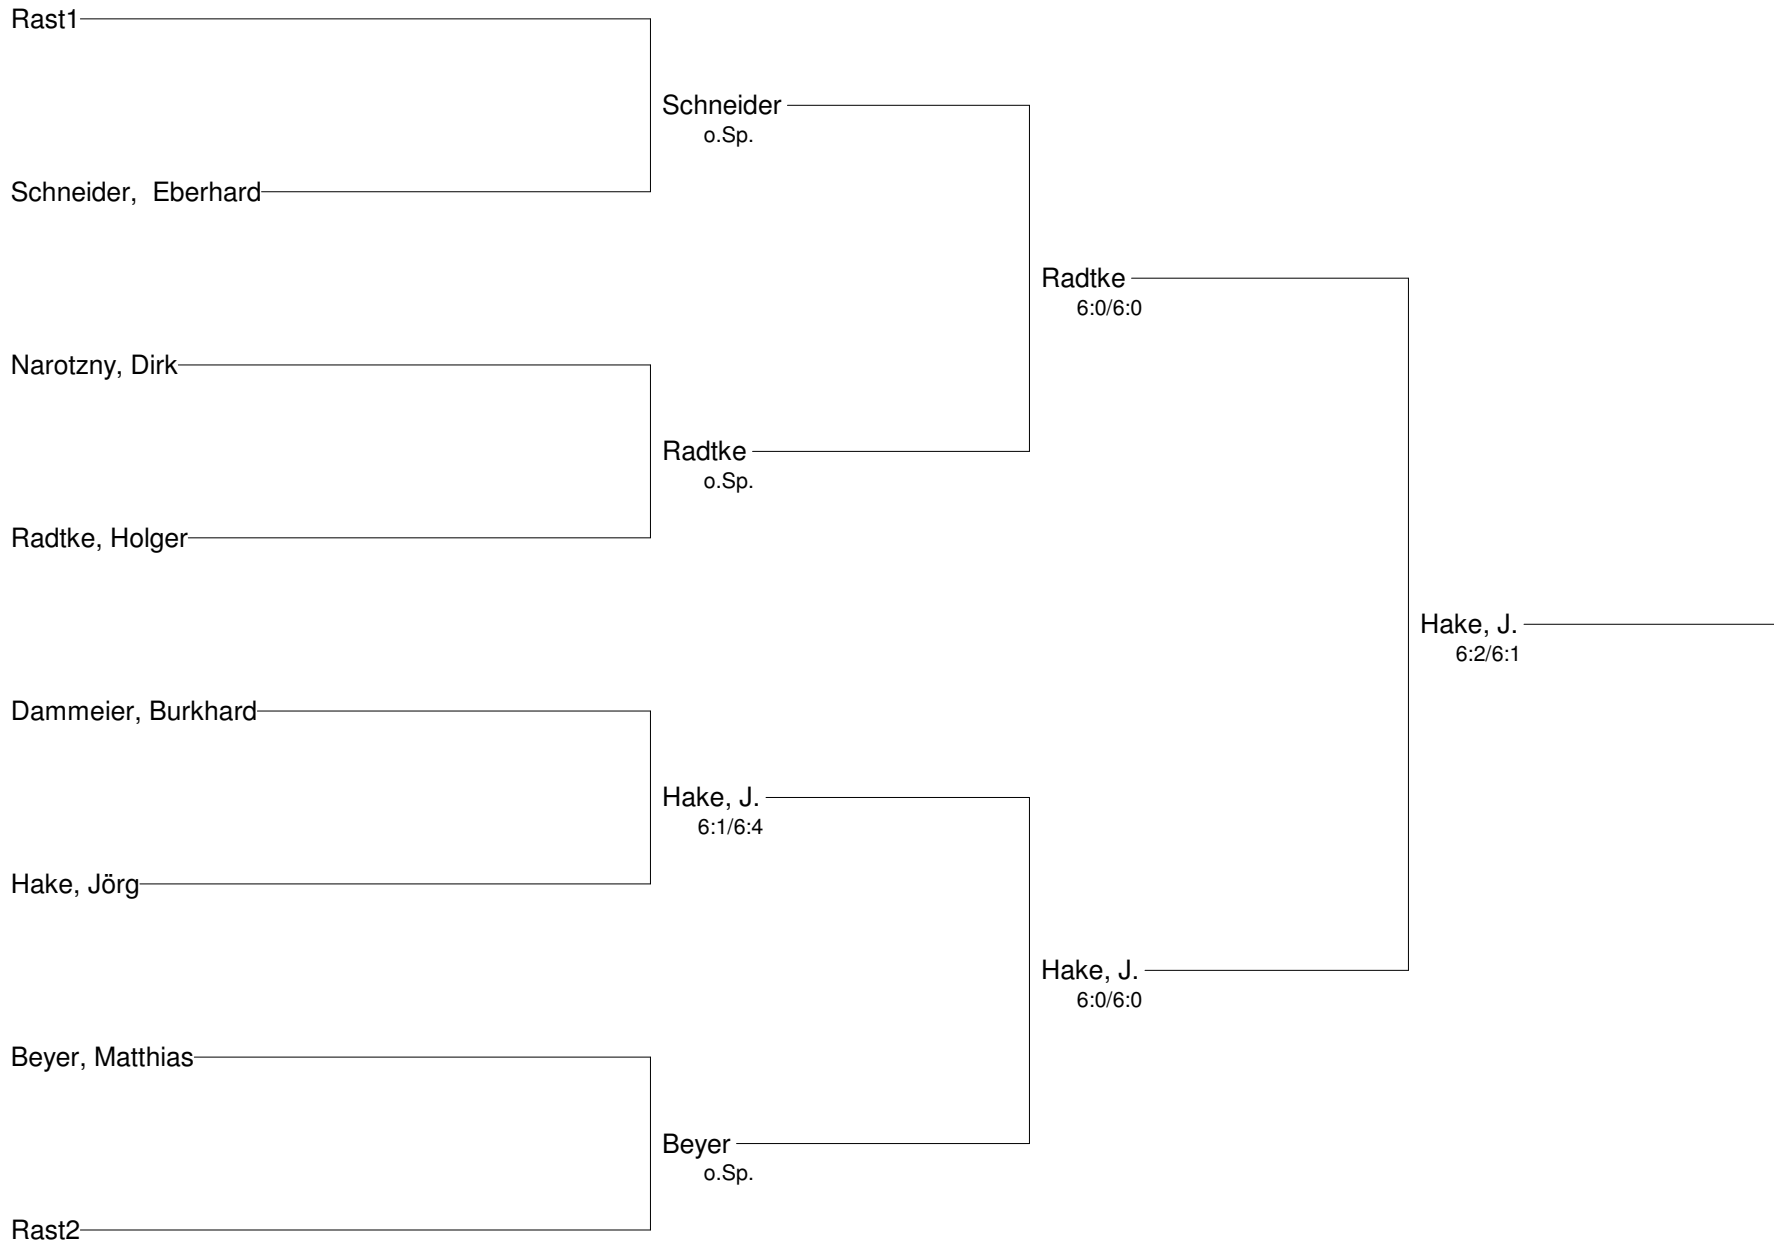 Rast1
Schneider
o.Sp.
Schneider,  Eberhard
Radtke
6:0/6:0
Narotzny, Dirk
Radtke
o.Sp.
Radtke, Holger
Hake, J.
6:2/6:1
Dammeier, Burkhard
Hake, J.
6:1/6:4
Hake, Jörg
Hake, J.
6:0/6:0
Beyer, Matthias
Beyer
o.Sp.
Rast2